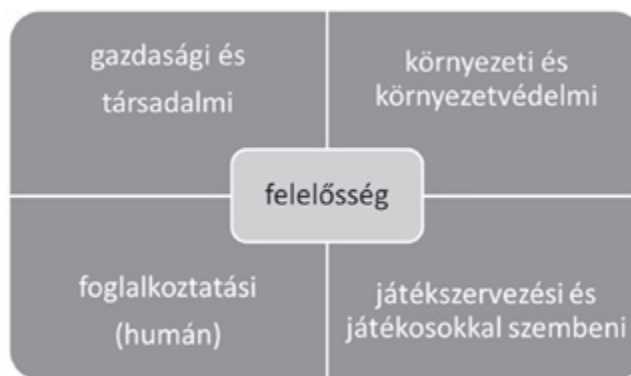 gazdasági és
társadalmi
környezeti és
környezetvédelmi
felelősség
foglalkoztatási
(humán)
játékszervezési és
játékosokkal szembeni